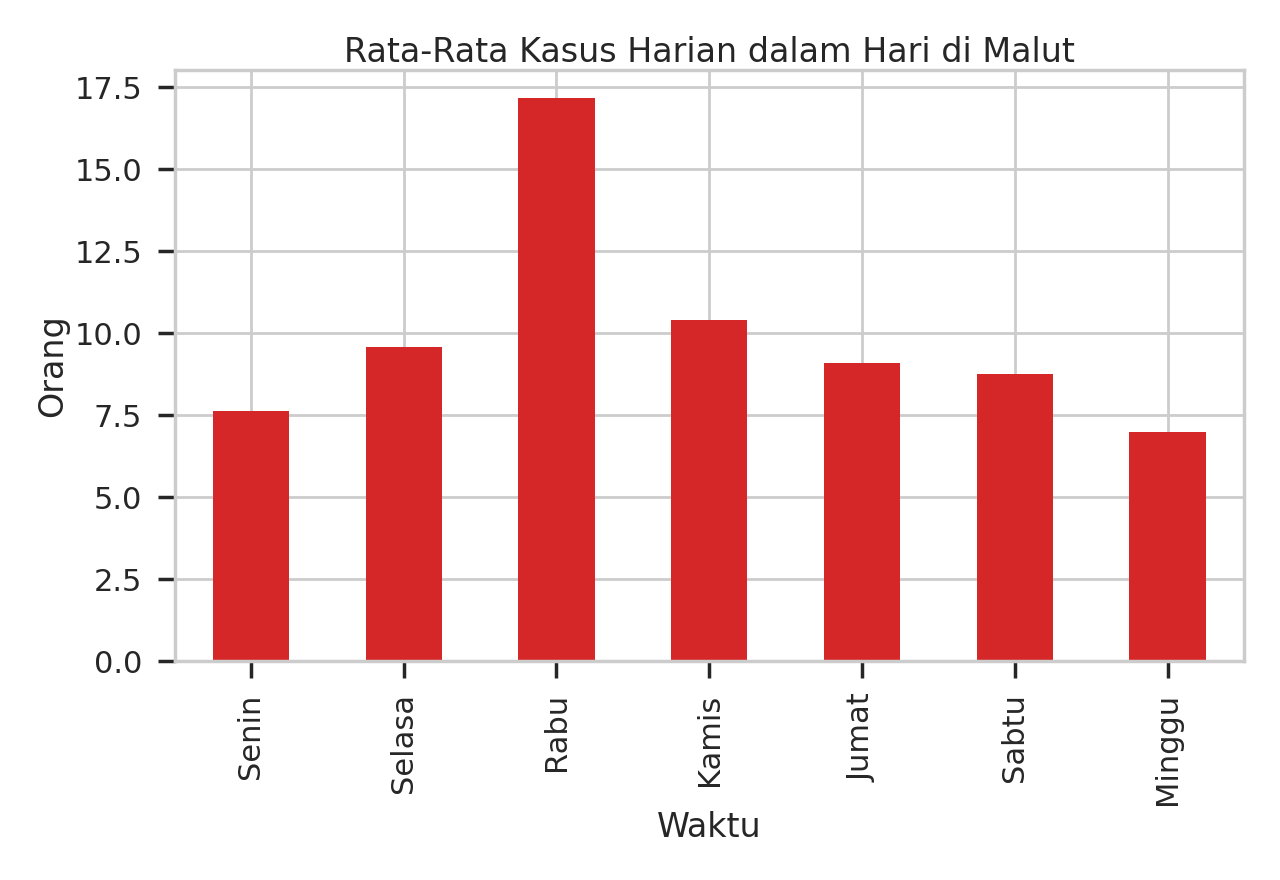 Rata-Rata Kasus Harian dalam Hari di Malut
17.5
15.0
12.5
10.0
7.5
5.0
2.5
0.0
Orang
Senin
Selasa
Rabu
Kamis
Jumat
Sabtu
Minggu
Waktu